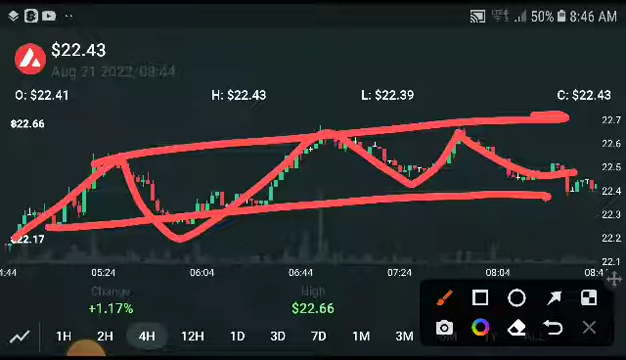 50% 8:46 AM
$22.43
Aug 21 2022, 08:44
O: $22.41 H: $22.43 L: $22.39 C: $22.43
$22.66
22.7
22.6
22.5
22.4
22.3
22.2
22.1
$22.17
05:24 06:04 06:44 07:24 08:04
Change High
+1.17% $22.66
1H 2H 4H 12H 1D 3D 7D 1M 3M